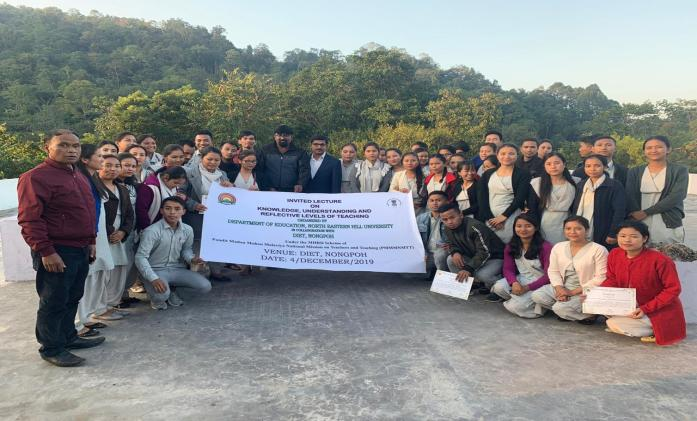 INVITED LECTURE
ON
KNOWLEDGE, UNDERSTANDING AND
REFLECTIVE LEVELS OF TEACHING
ORGANISED BY
DEPARTMENT OF EDUCATION, NORTH EASTERN HILL UNIVERSITY
IN COLLABORATION WITH
DIET, NONGPOH
Under the MHRD Scheme of
Pandit Madan Mohan Malaviya National Mission on Teachers and Teaching (PMMMNMTT)
VENUE: DIET, NONGPOH
DATE: 4/DECEMBER/2019